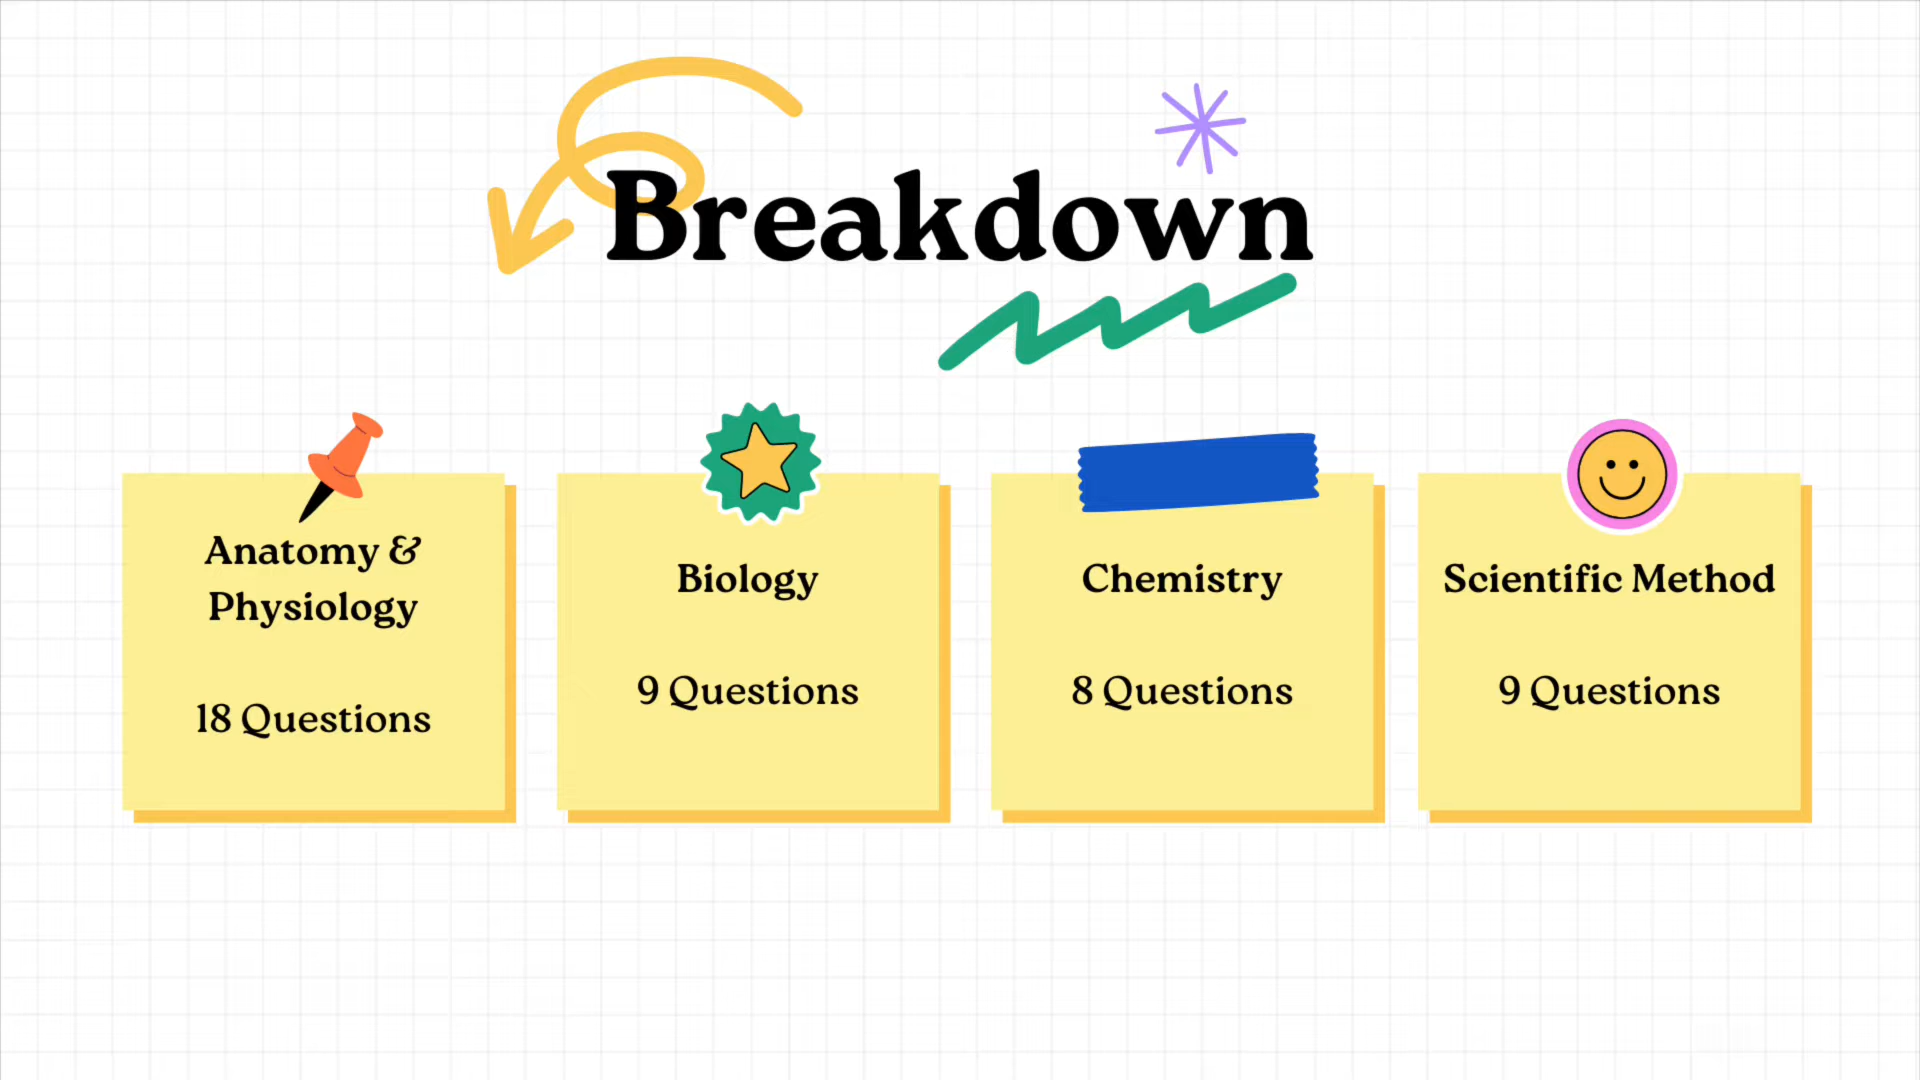 Breakdown
Anatomy &
Physiology
18 Questions
Biology
9 Questions
Chemistry
8 Questions
Scientific Method
9 Questions